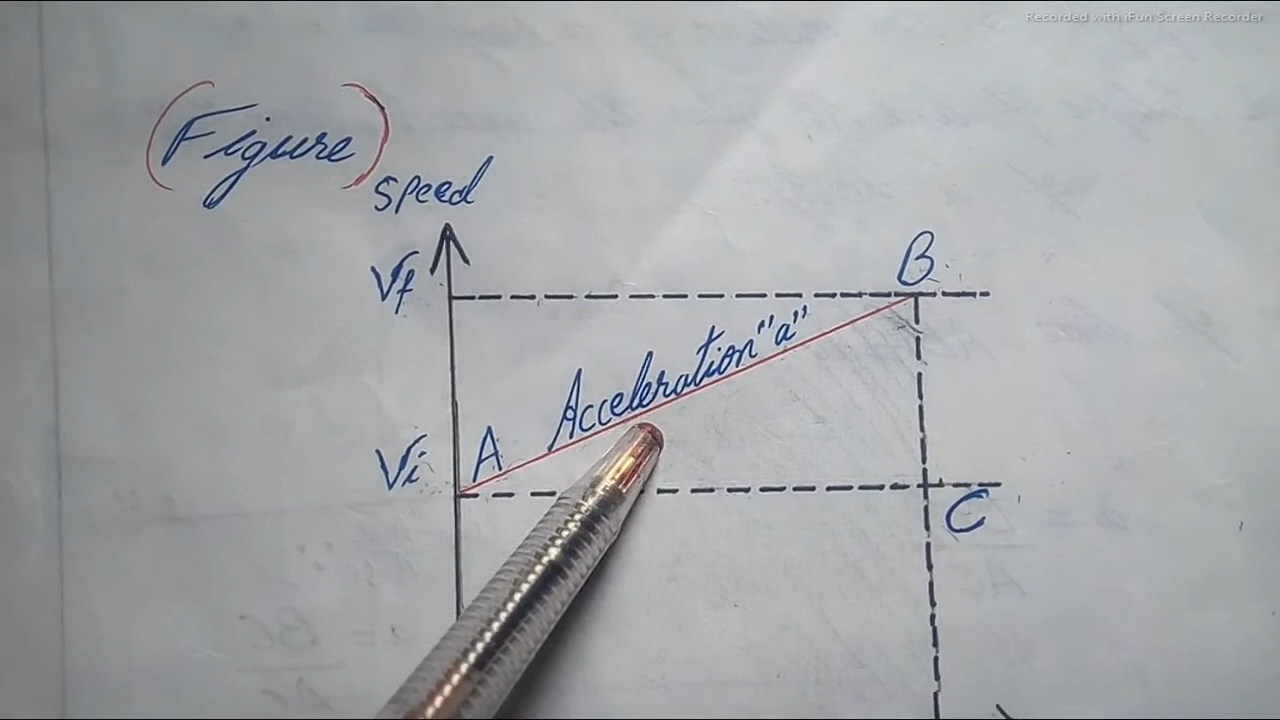 Recorded with iFun Screen Recorder
(Figure)
speed
Vf
B
Acceleration "a"
A
Vi
C